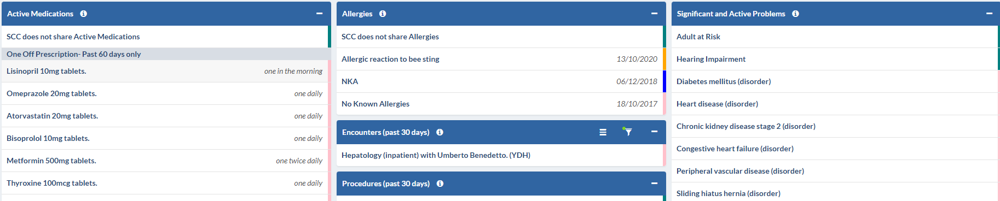 Active Medications
SCC does not share Active Medications
One Off Prescription- Past 60 days only
Lisinopril 10mg tablets. one in the morning
Omeprazole 20mg tablets. one daily
Atorvastatin 20mg tablets. one daily
Bisoprolol 10mg tablets. one daily
Metformin 500mg tablets. one twice daily
Thyroxine 100mcg tablets. one daily
Allergies
SCC does not share Allergies
Allergic reaction to bee sting 13/10/2020
NKA 06/12/2018
No Known Allergies 18/10/2017
Encounters (past 30 days)
Hepatology (inpatient) with Umberto Benedetto. (YDH)
Procedures (past 30 days)
Significant and Active Problems
Adult at Risk
Hearing Impairment
Diabetes mellitus (disorder)
Heart disease (disorder)
Chronic kidney disease stage 2 (disorder)
Congestive heart failure (disorder)
Peripheral vascular disease (disorder)
Sliding hiatus hernia (disorder)